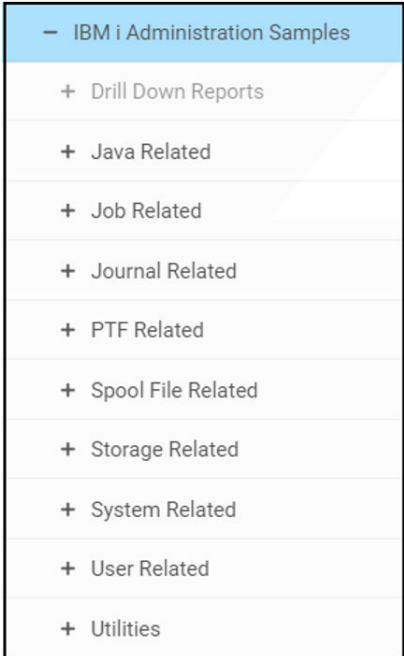 − IBM i Administration Samples
+ Drill Down Reports
+ Java Related
+ Job Related
+ Journal Related
+ PTF Related
+ Spool File Related
+ Storage Related
+ System Related
+ User Related
+ Utilities